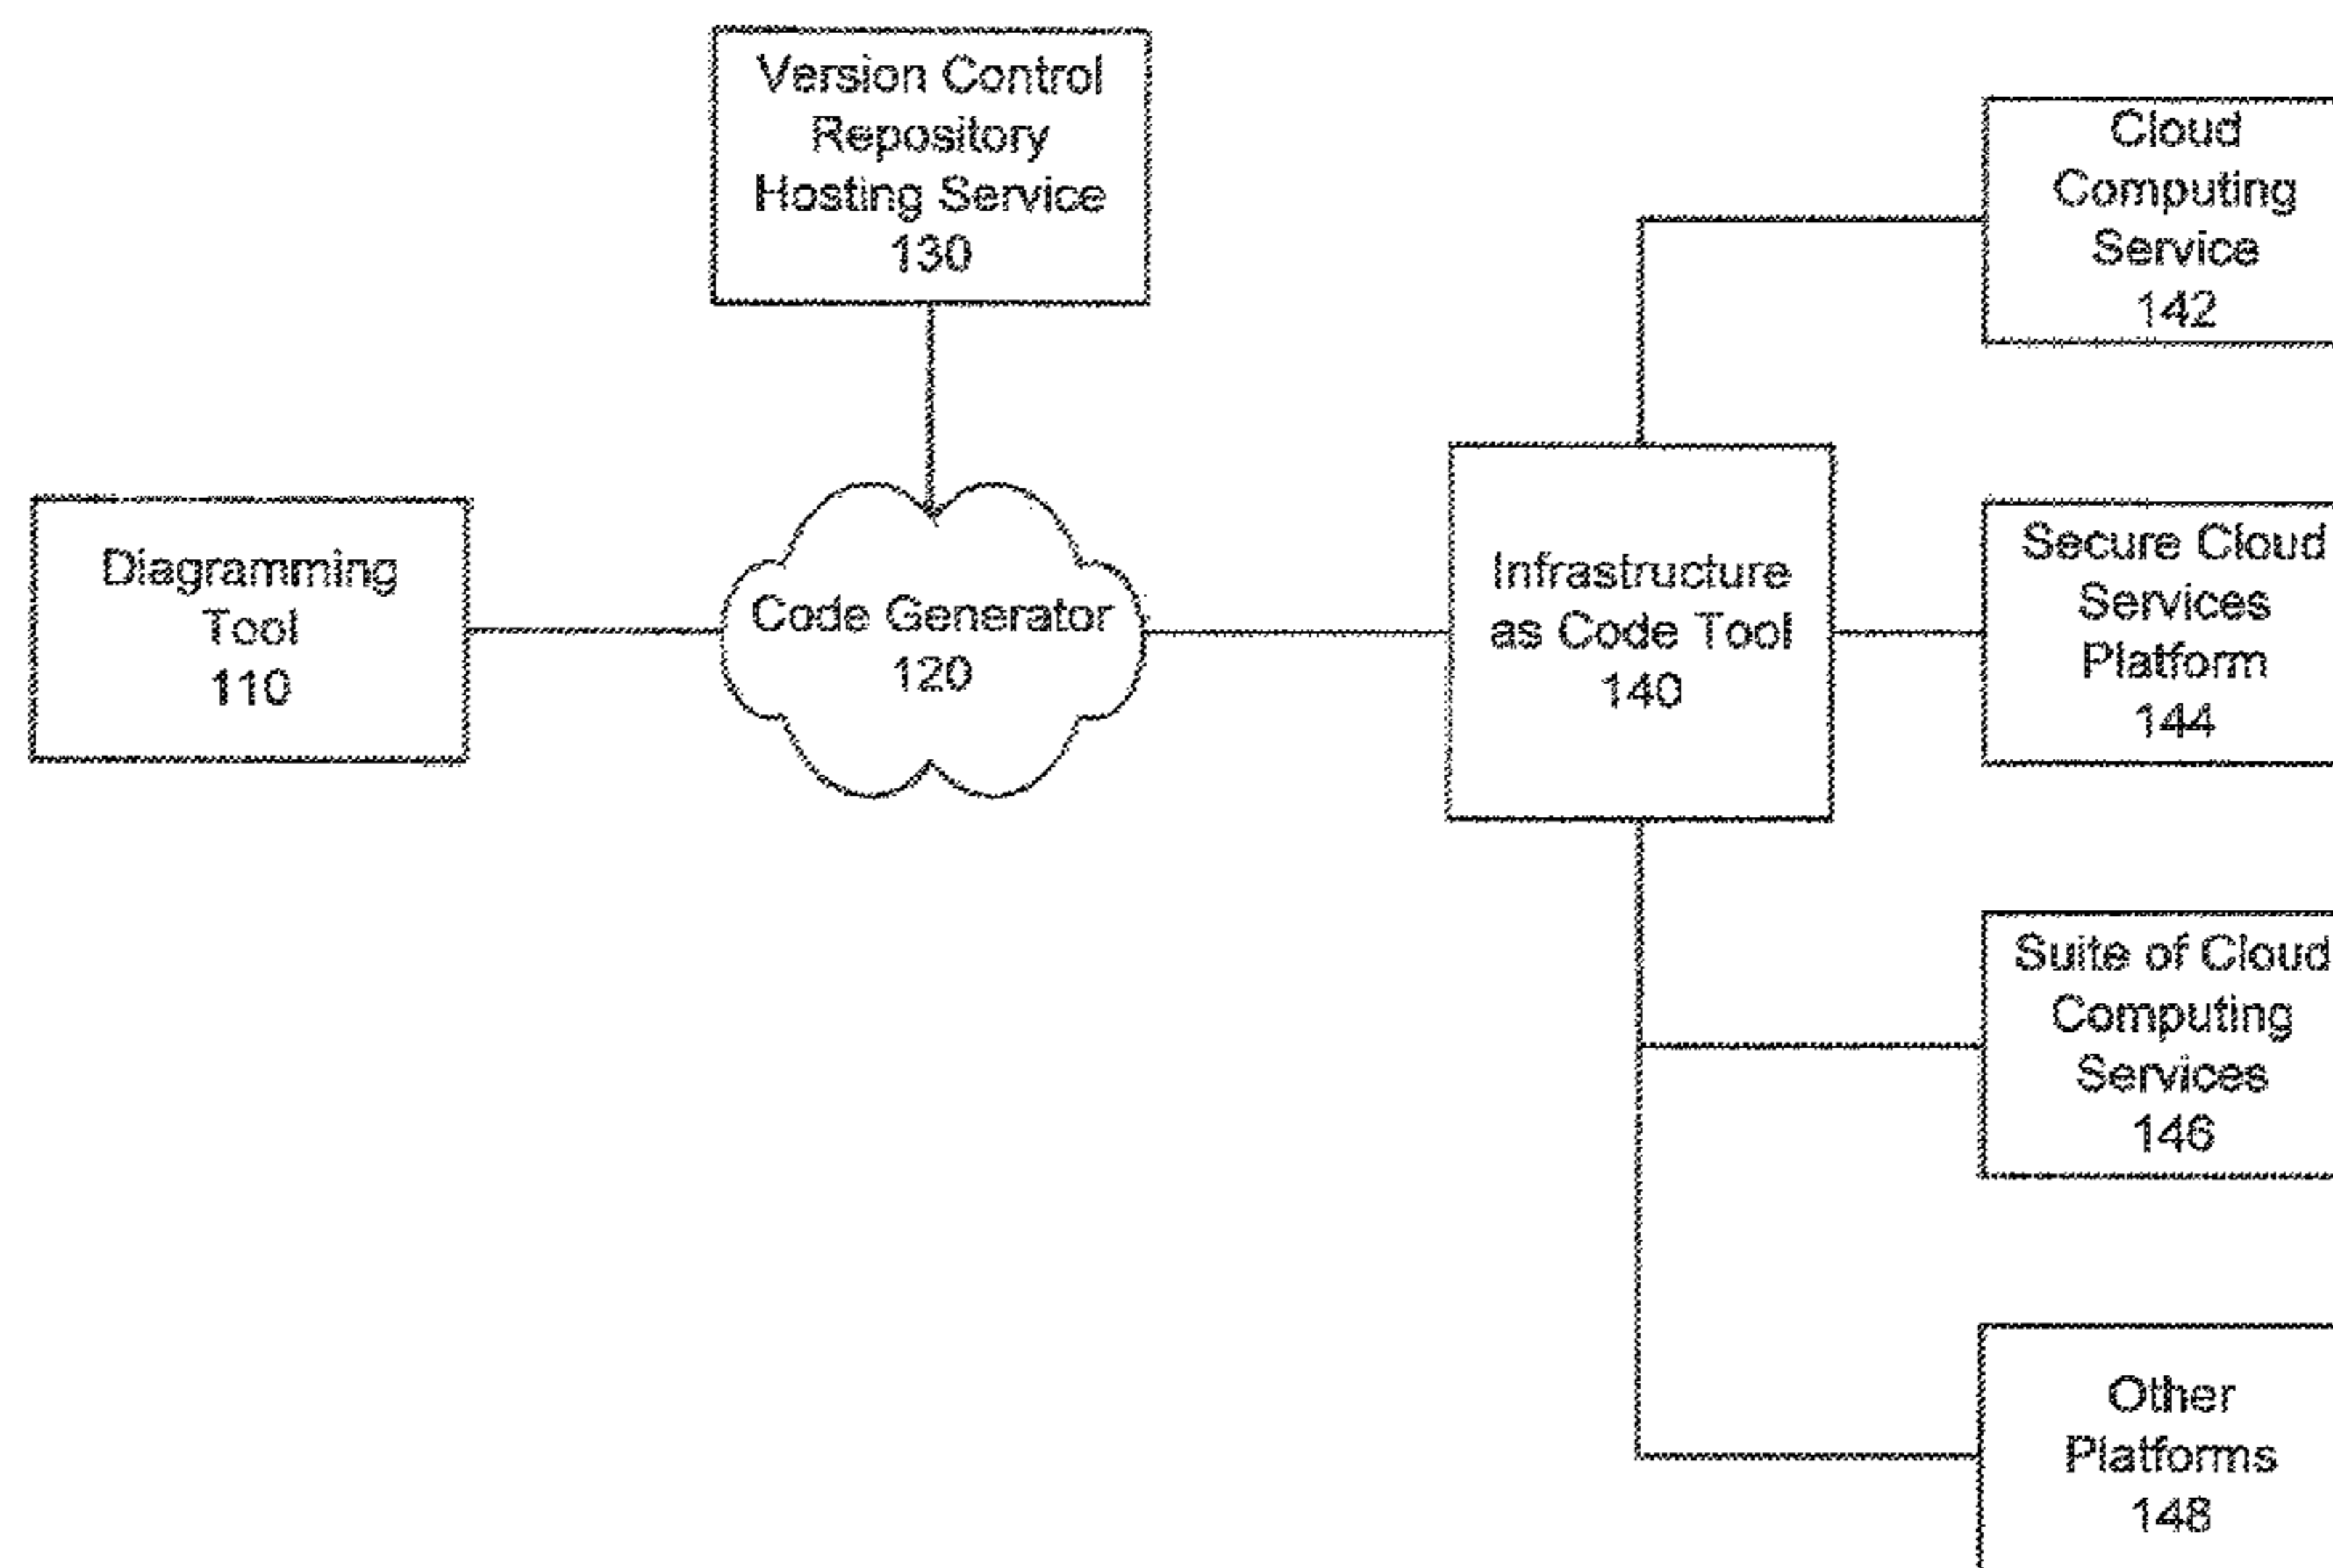 Version Control
Repository
Hosting Service
130
Cloud
Computing
Service
142
Diagramming
Tool
110
Code Generator
120
Infrastructure
as Code Tool
140
Secure Cloud
Services
Platform
144
Suite of Cloud
Computing
Services
146
Other
Platforms
148